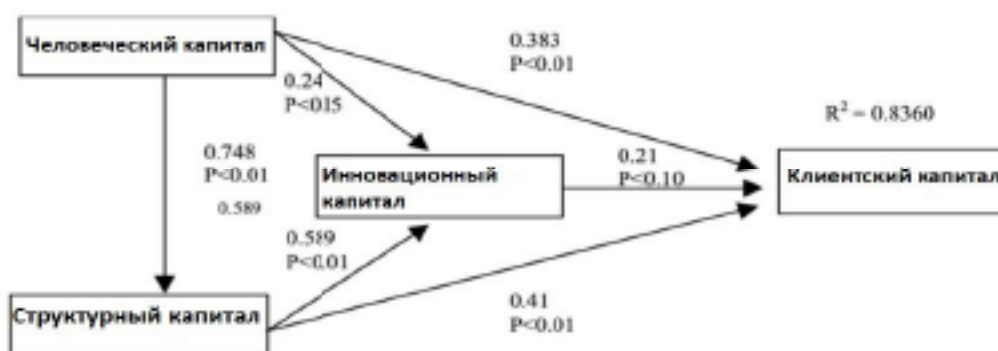 Человеческий капитал
0.383
P<0.01
0.24
P<015
R² = 0.8360
0.748
P<0.01
0.589
Инновационный
капитал
0.21
P<0.10
Клиентский капитал
0.589
P<0.01
Структурный капитал
0.41
P<0.01